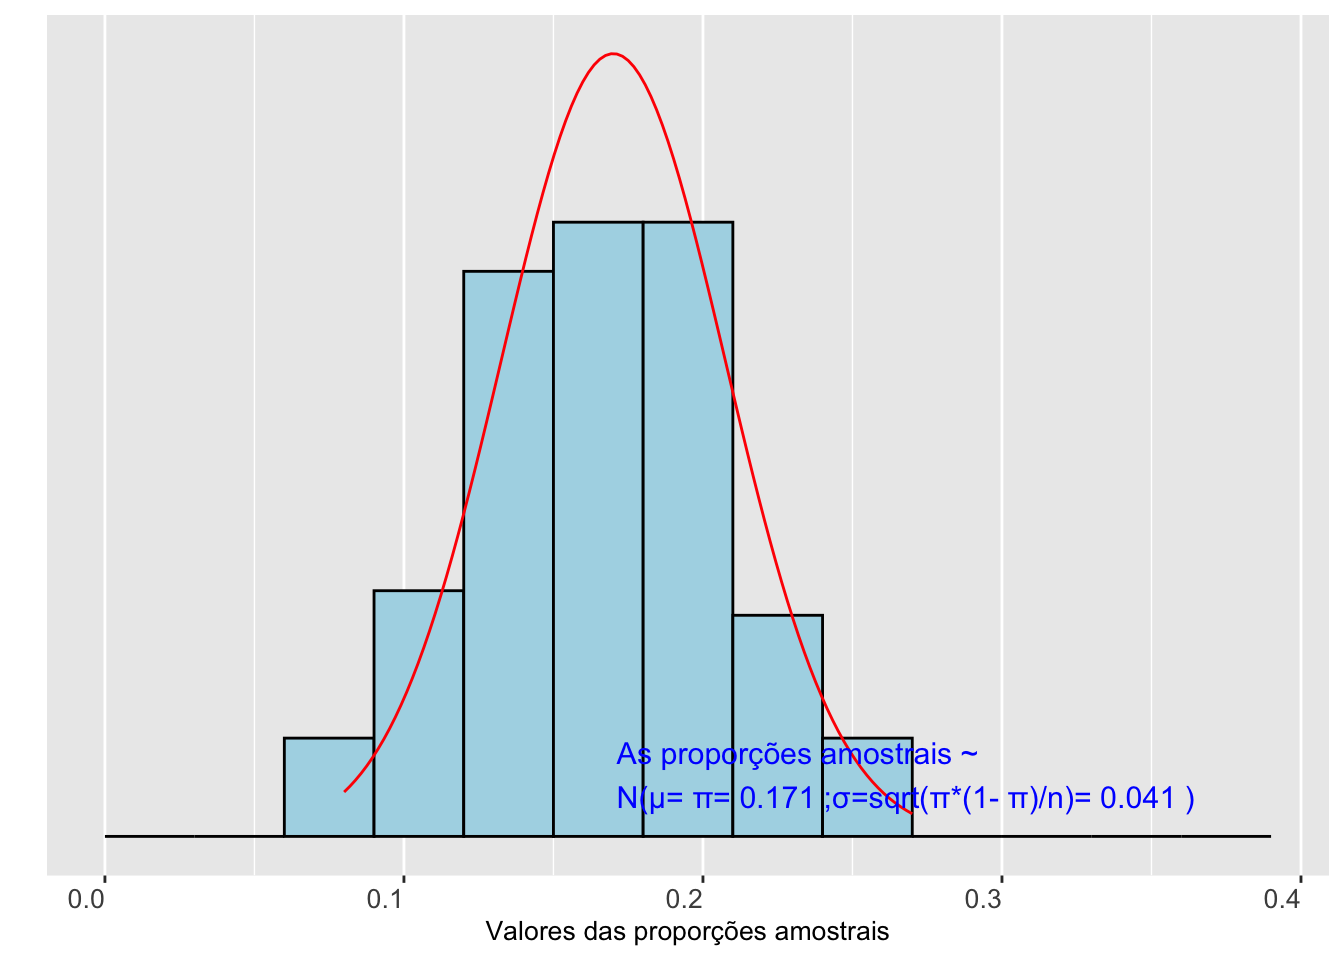 As proporções amostrais ~
N(μ= π= 0.171 ;σ=sqrt(π*(1- π)/n)= 0.041 )
0.0 0.1 0.2 0.3 0.4
Valores das proporções amostrais